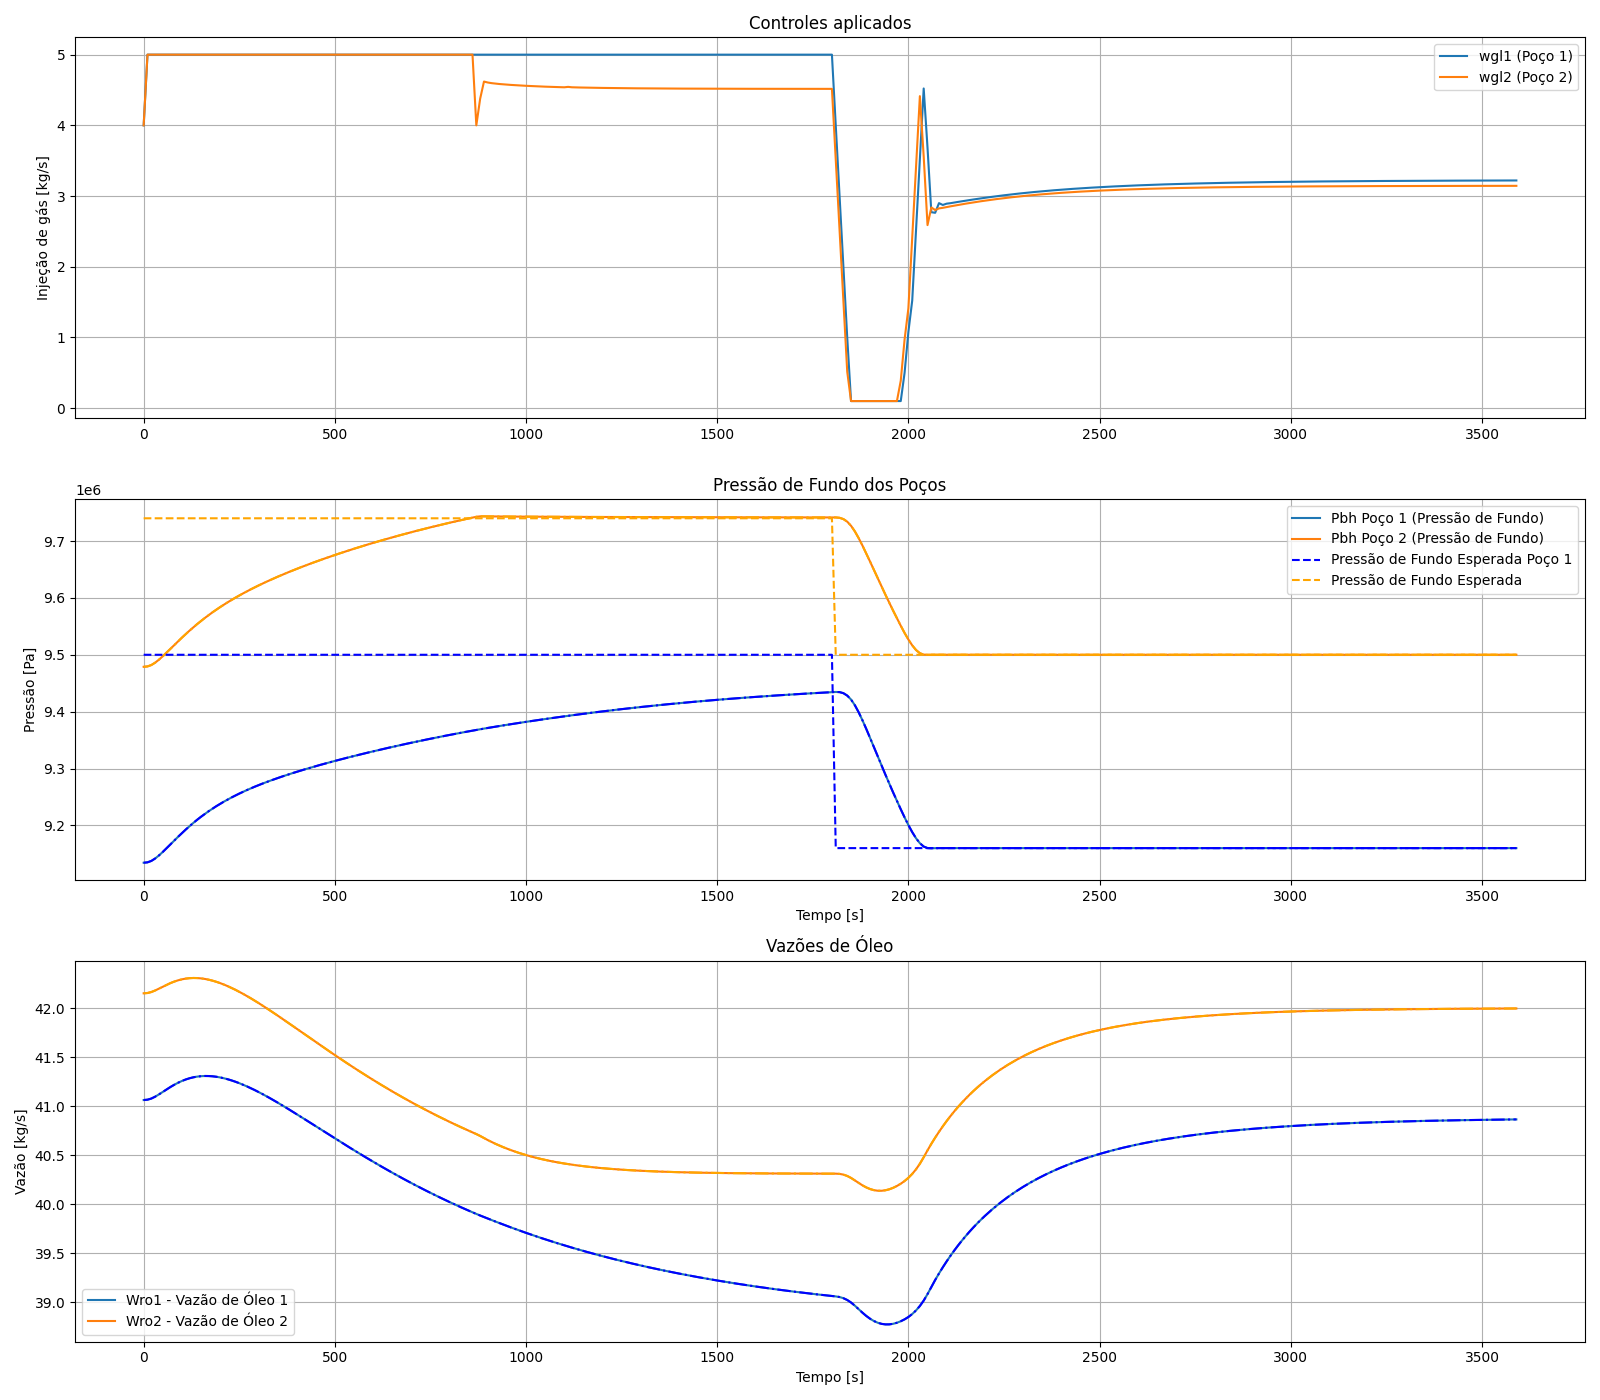 Controles aplicados
5
4
3
2
1
0
Injeção de gás [kg/s]
wgl1 (Poço 1)
wgl2 (Poço 2)
0 500 1000 1500 2000 2500 3000 3500
Pressão de Fundo dos Poços
1e6
9.7
9.6
9.5
9.4
9.3
9.2
Pressão [Pa]
Pbh Poço 1 (Pressão de Fundo)
Pbh Poço 2 (Pressão de Fundo)
Pressão de Fundo Esperada Poço 1
Pressão de Fundo Esperada
0 500 1000 1500 2000 2500 3000 3500
Tempo [s]
Vazões de Óleo
42.0
41.5
41.0
40.5
40.0
39.5
39.0
Vazão [kg/s]
Wro1 - Vazão de Óleo 1
Wro2 - Vazão de Óleo 2
0 500 1000 1500 2000 2500 3000 3500
Tempo [s]